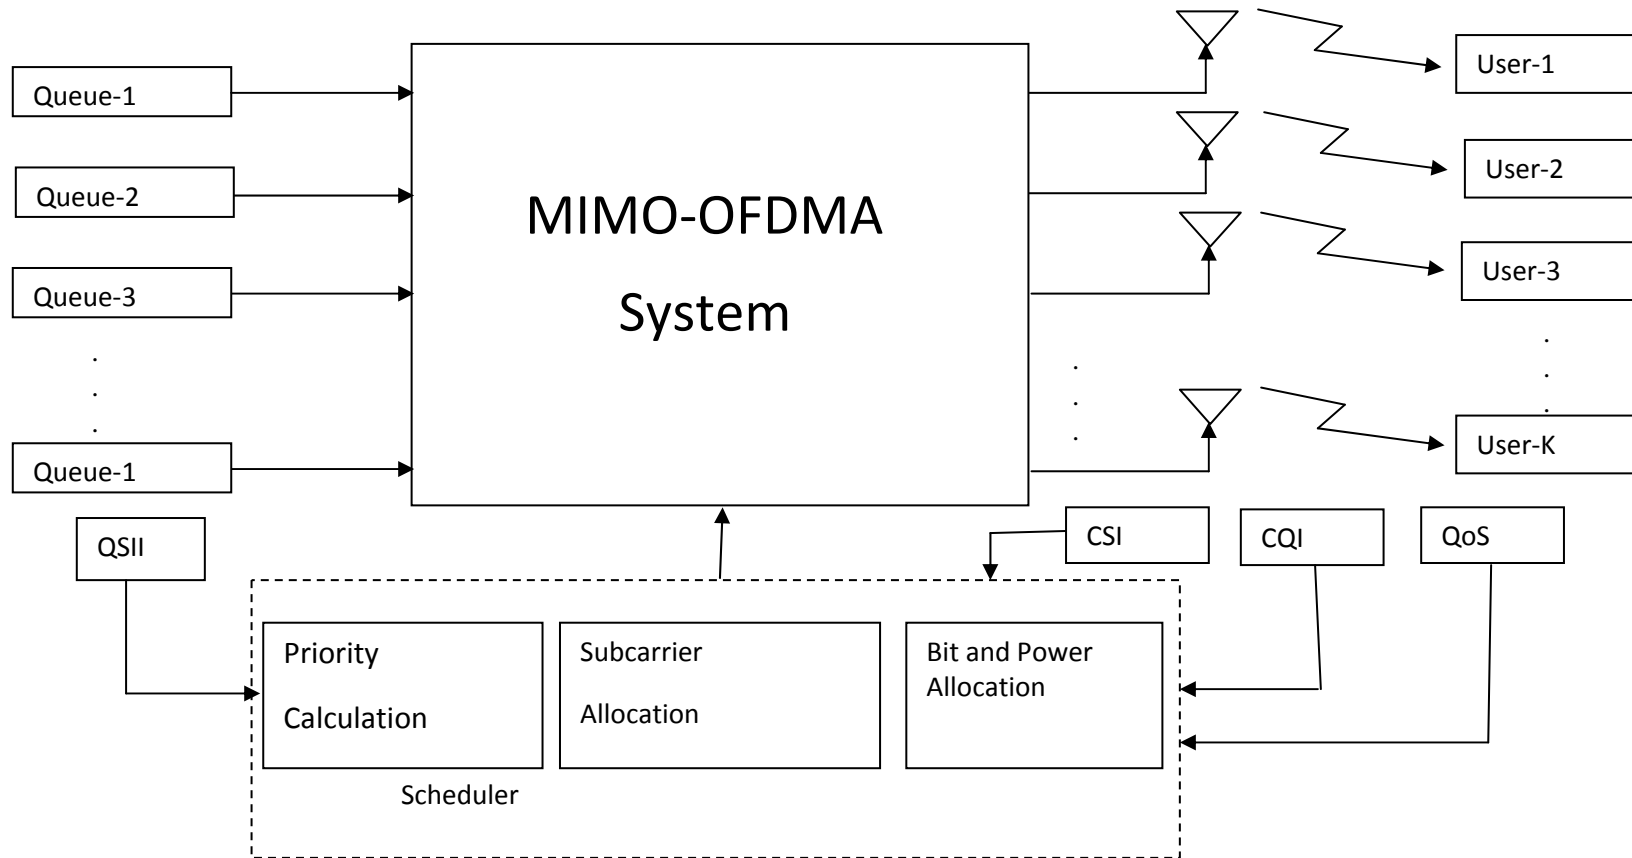 Queue-1
Queue-2
Queue-3
.
.
.
Queue-1
MIMO-OFDMA
System
.
.
.
User-1
User-2
User-3
.
.
.
User-K
QSII
CSI
CQI
QoS
Priority
Calculation
Subcarrier
Allocation
Bit and Power
Allocation
Scheduler